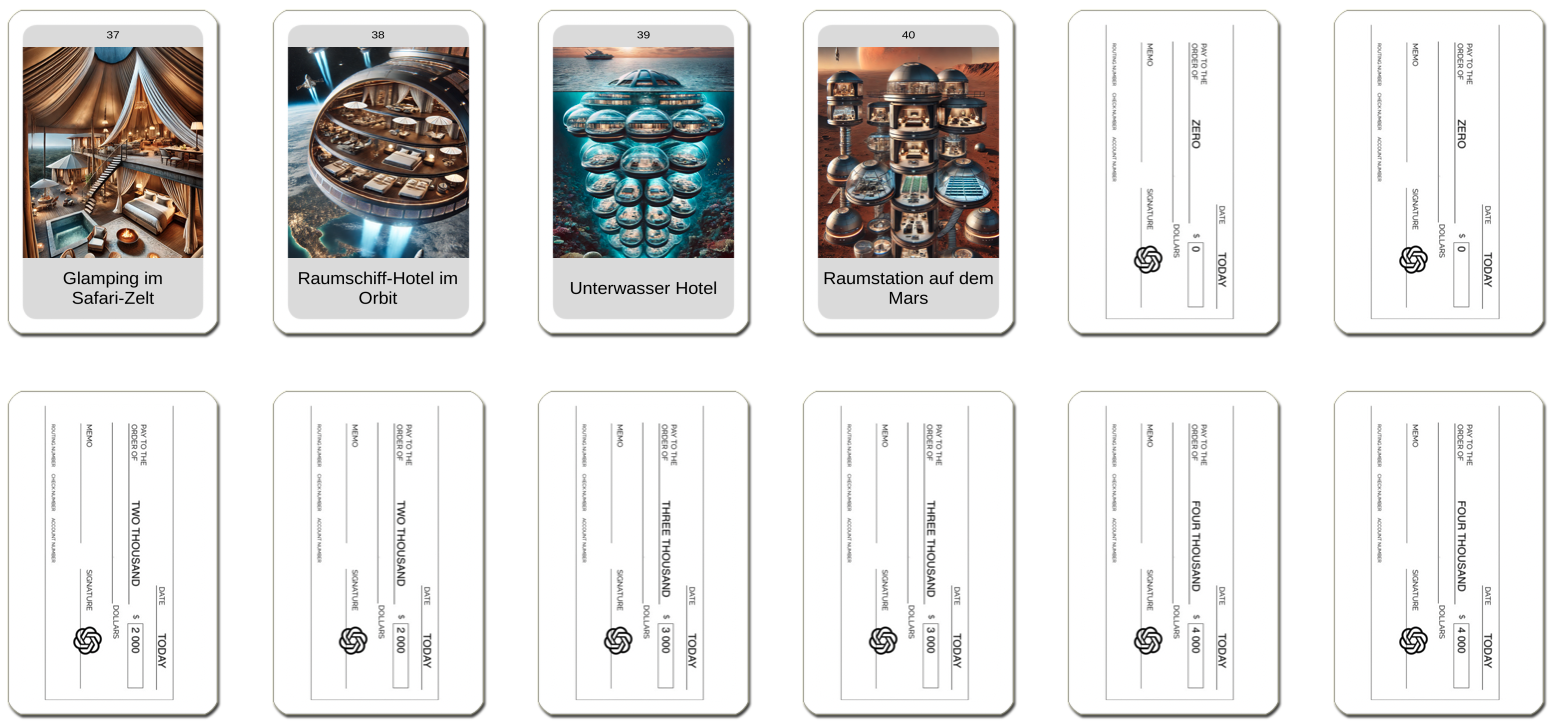 37
Glamping im
Safari-Zelt
38
Raumschiff-Hotel im
Orbit
39
Unterwasser Hotel
40
Raumstation auf dem
Mars
DATE TODAY
PAY TO THE
ORDER OF ZERO $ 0
DOLLARS
MEMO SIGNATURE
ROUTING NUMBER CHECK NUMBER ACCOUNT NUMBER
DATE TODAY
PAY TO THE
ORDER OF ZERO $ 0
DOLLARS
MEMO SIGNATURE
ROUTING NUMBER CHECK NUMBER ACCOUNT NUMBER
DATE TODAY
PAY TO THE
ORDER OF TWO THOUSAND $ 2 000
DOLLARS
MEMO SIGNATURE
ROUTING NUMBER CHECK NUMBER ACCOUNT NUMBER
DATE TODAY
PAY TO THE
ORDER OF TWO THOUSAND $ 2 000
DOLLARS
MEMO SIGNATURE
ROUTING NUMBER CHECK NUMBER ACCOUNT NUMBER
DATE TODAY
PAY TO THE
ORDER OF THREE THOUSAND $ 3 000
DOLLARS
MEMO SIGNATURE
ROUTING NUMBER CHECK NUMBER ACCOUNT NUMBER
DATE TODAY
PAY TO THE
ORDER OF THREE THOUSAND $ 3 000
DOLLARS
MEMO SIGNATURE
ROUTING NUMBER CHECK NUMBER ACCOUNT NUMBER
DATE TODAY
PAY TO THE
ORDER OF FOUR THOUSAND $ 4 000
DOLLARS
MEMO SIGNATURE
ROUTING NUMBER CHECK NUMBER ACCOUNT NUMBER
DATE TODAY
PAY TO THE
ORDER OF FOUR THOUSAND $ 4 000
DOLLARS
MEMO SIGNATURE
ROUTING NUMBER CHECK NUMBER ACCOUNT NUMBER